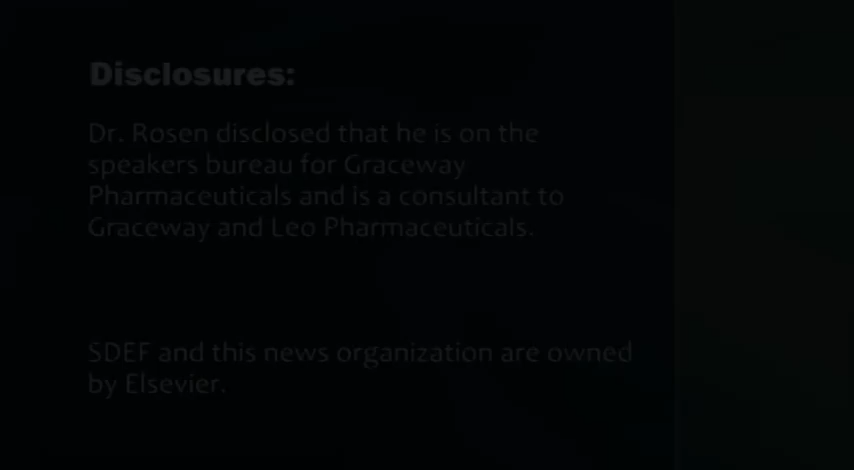 Disclosures:
Dr. Rosen disclosed that he is on the
speakers bureau for Graceway
Pharmaceuticals and is a consultant to
Graceway and Leo Pharmaceuticals.
SDEF and this news organization are owned
by Elsevier.